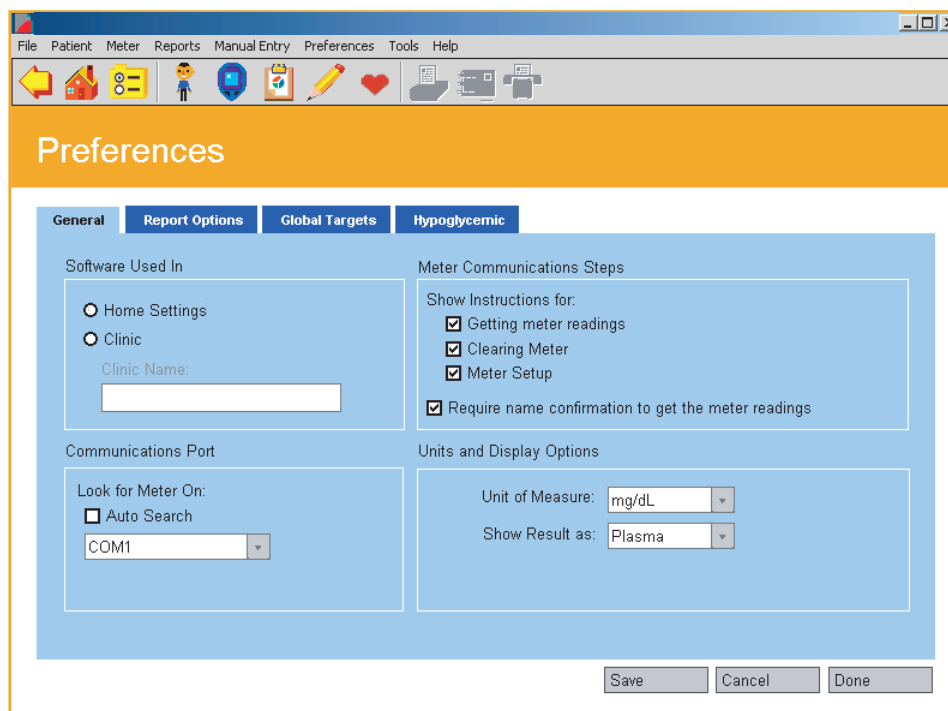 File Patient Meter Reports Manual Entry Preferences Tools Help
Preferences
General Report Options Global Targets Hypoglycemic
Software Used In
Home Settings
Clinic
Clinic Name:
Meter Communications Steps
Show Instructions for:
Getting meter readings
Clearing Meter
Meter Setup
Require name confirmation to get the meter readings
Communications Port
Look for Meter On:
Auto Search
COM1
Units and Display Options
Unit of Measure: mg/dL
Show Result as: Plasma
Save Cancel Done